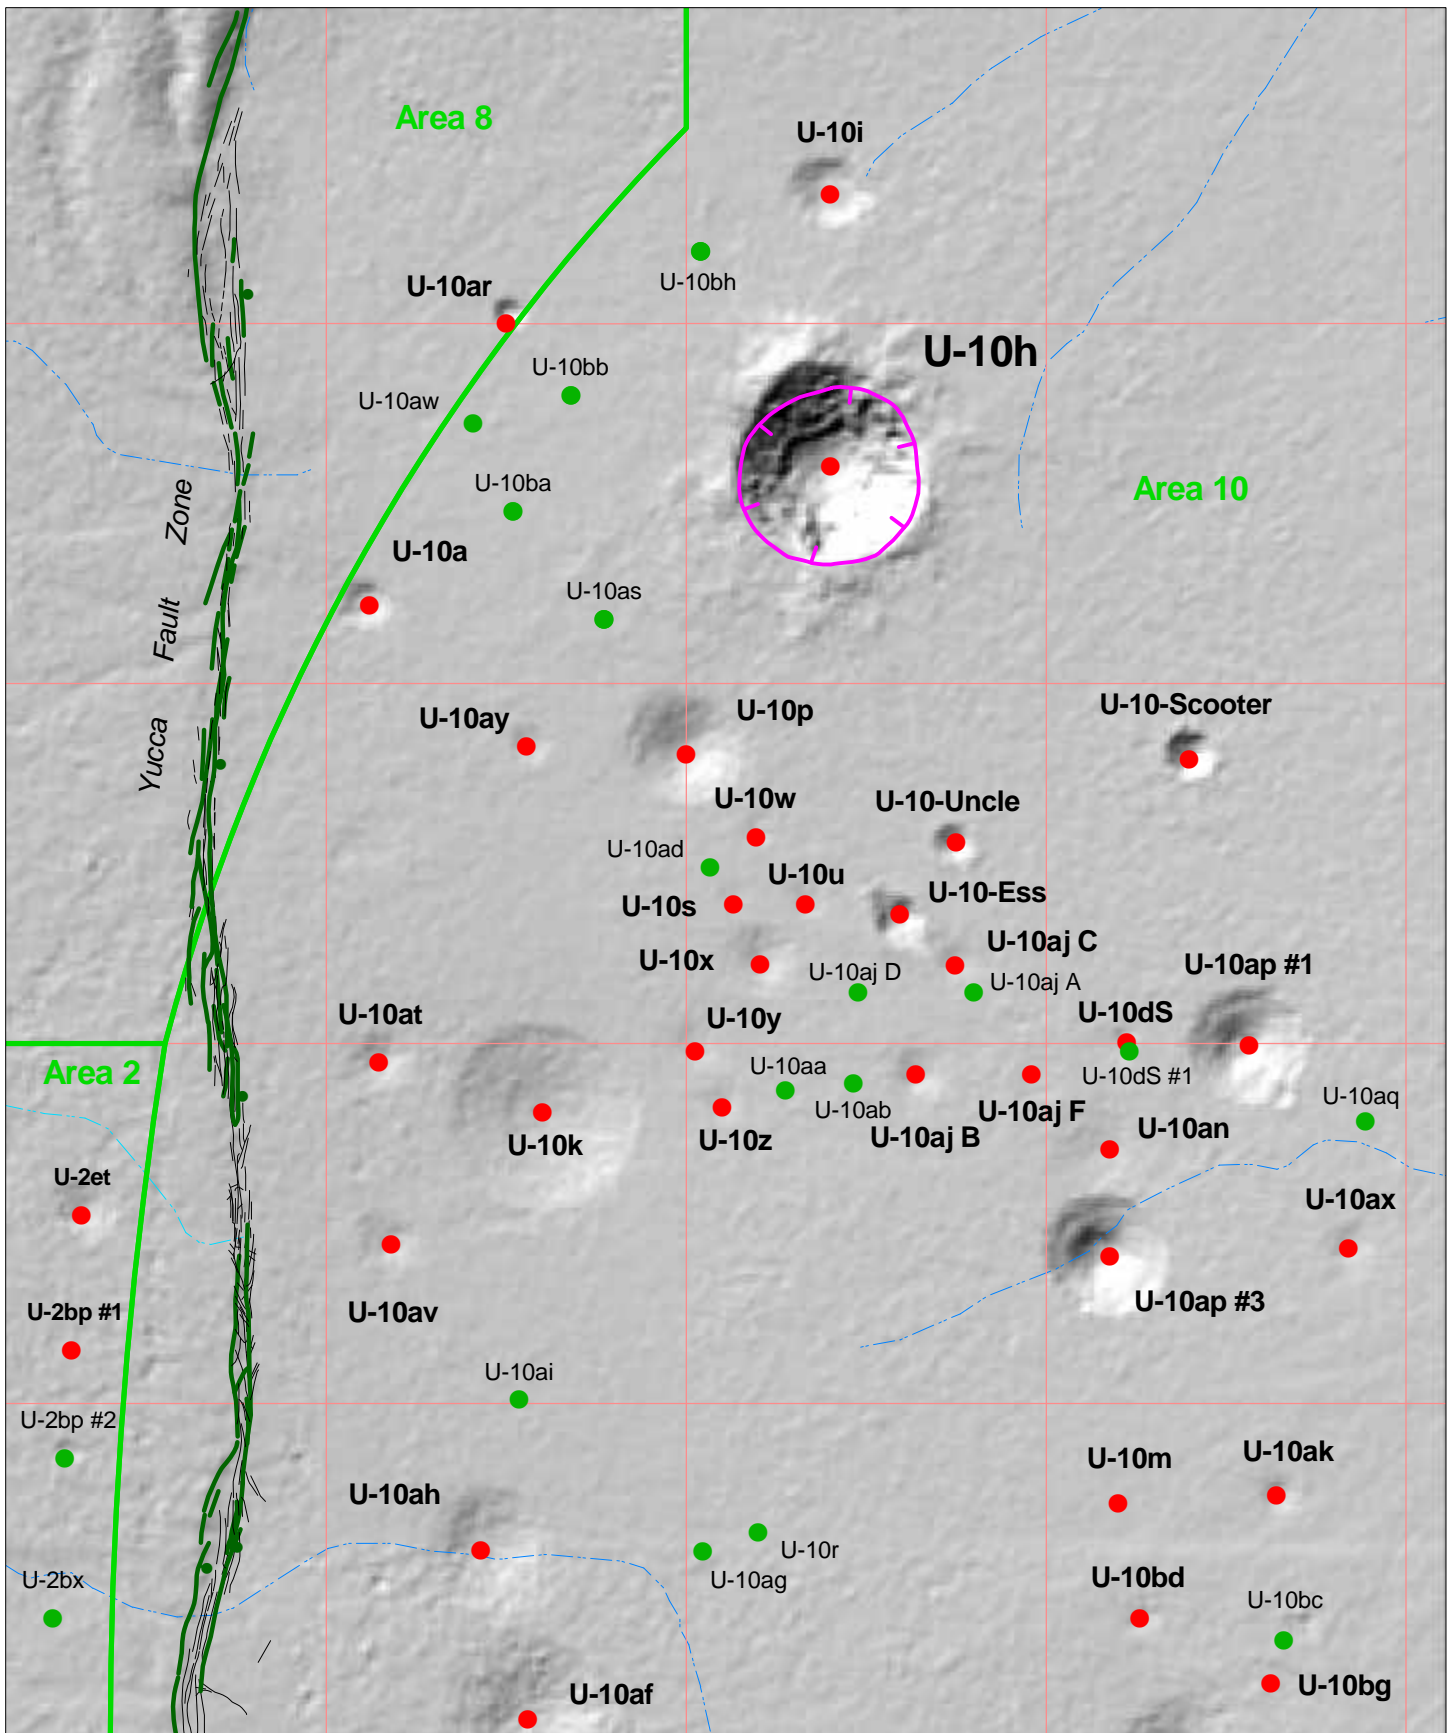 Area 8
U-10i
U-10bh
U-10ar
U-10h
U-10bb
U-10aw
U-10ba
Area 10
Zone
U-10a
U-10as
Fault
U-10-Scooter
U-10p
U-10ay
Yucca
U-10w
U-10-Uncle
U-10ad
U-10u
U-10-Ess
U-10s
U-10aj C
U-10x
U-10ap #1
U-10aj D
U-10aj A
U-10dS
U-10at
U-10y
Area 2
U-10aa
U-10dS #1
U-10aq
U-10ab
U-10aj F
U-10an
U-10k
U-10z
U-10aj B
U-2et
U-10ax
U-10ap #3
U-2bp #1
U-10av
U-10ai
U-2bp #2
U-10m
U-10ak
U-10ah
U-10r
U-10ag
U-2bx
U-10bd
U-10bc
U-10bg
U-10af